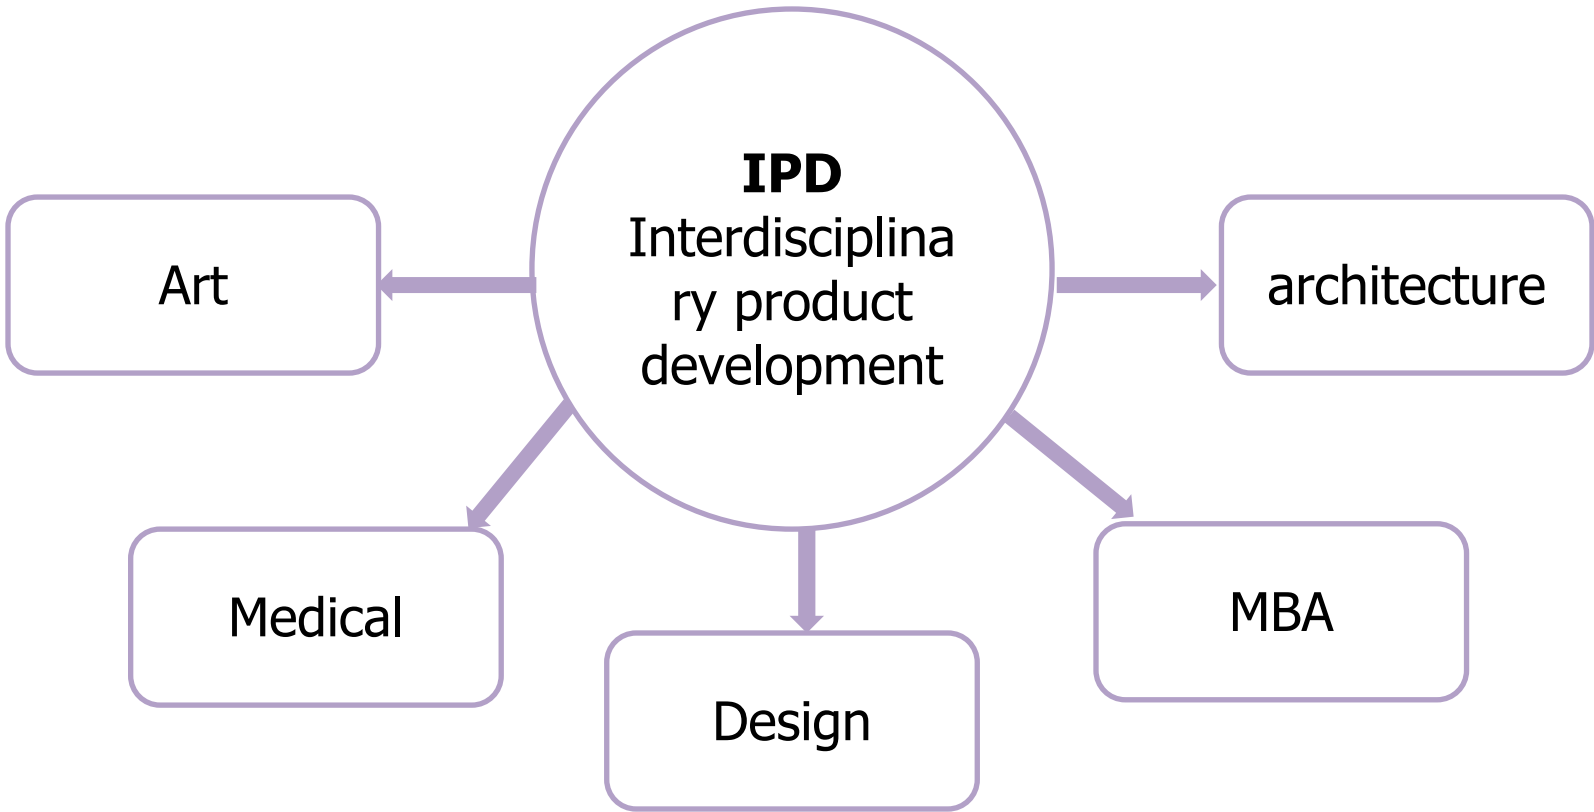 IPD
Interdisciplina
ry product
development
Art
architecture
Medical
MBA
Design